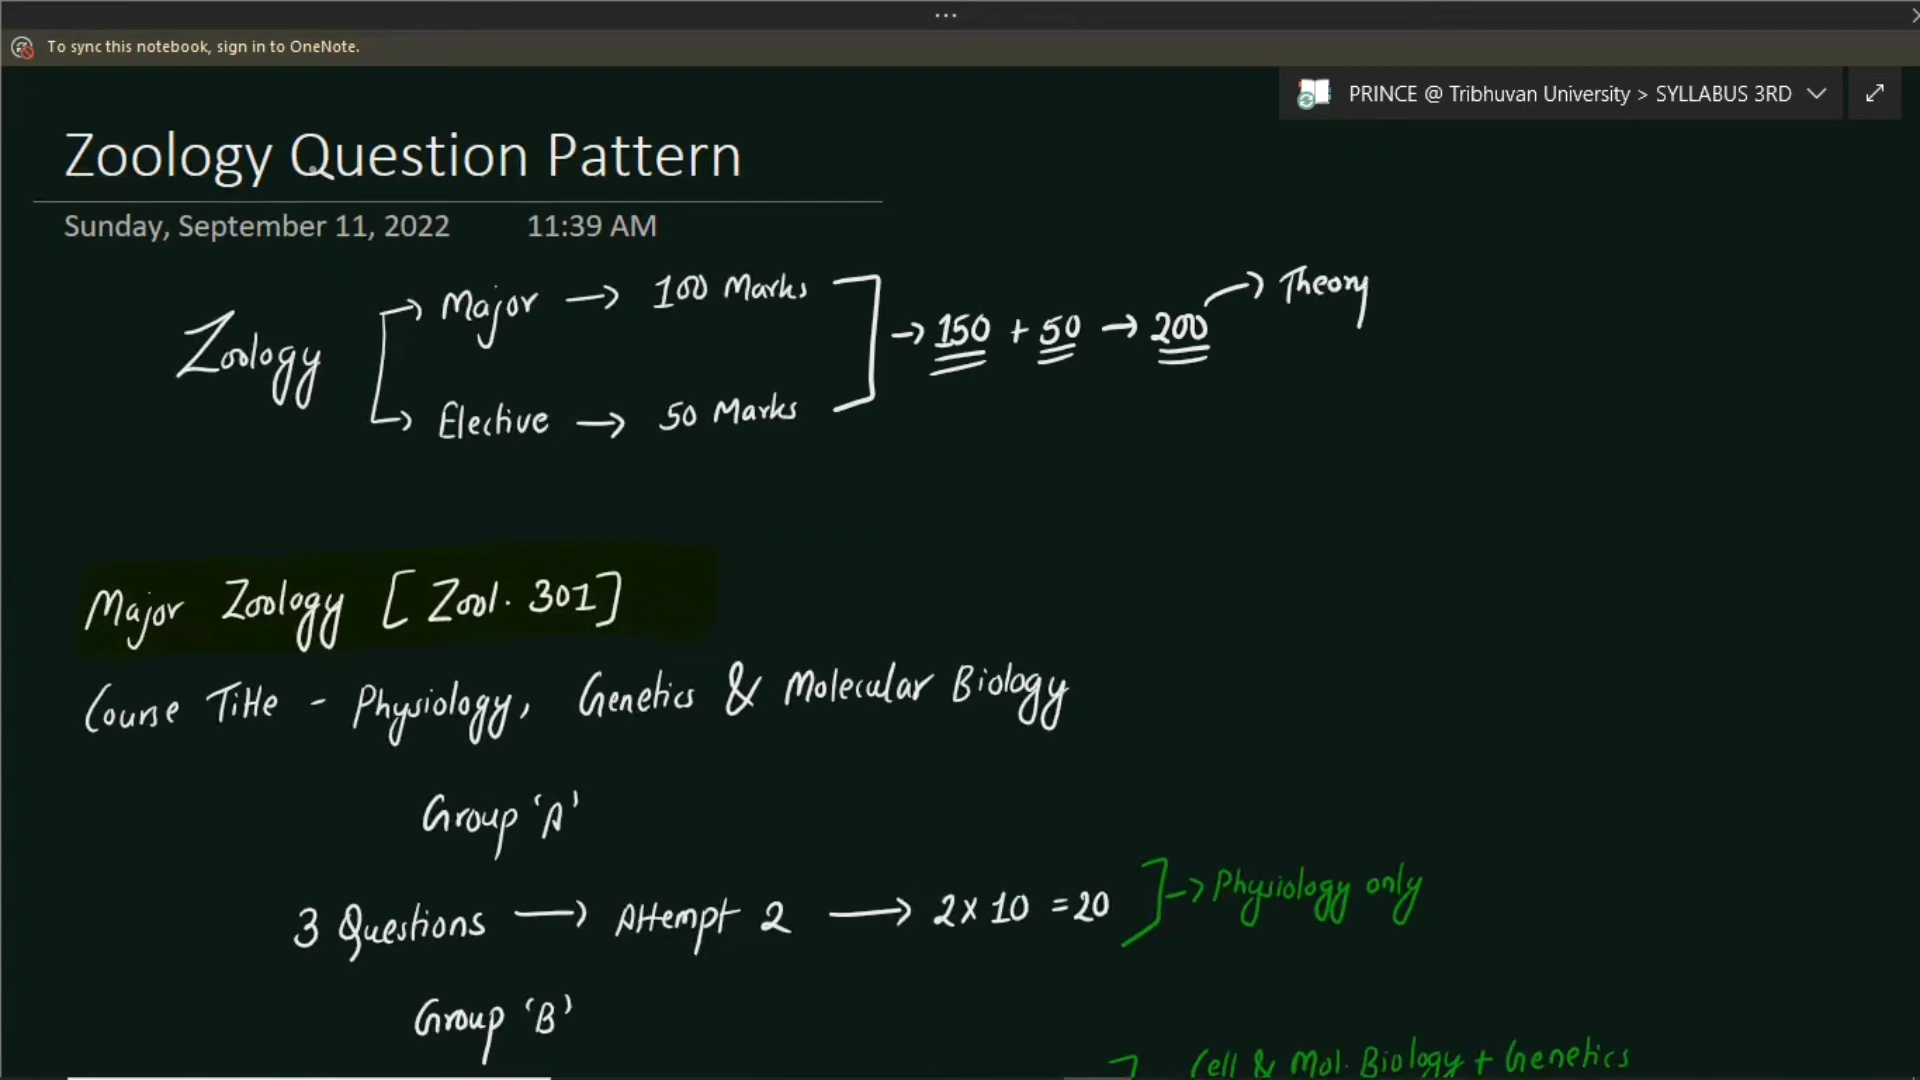 ...
To sync this notebook, sign in to OneNote.
PRINCE @ Tribhuvan University > SYLLABUS 3RD
Zoology Question Pattern
Sunday, September 11, 2022 11:39 AM
Zoology
Major → 100 Marks
Elective → 50 Marks
→ 150 + 50 → 200 → Theory
Major Zoology [Zool. 301]
Course Title - Physiology, Genetics & Molecular Biology
Group 'A'
3 Questions → Attempt 2 → 2 x 10 = 20 → Physiology only
Group 'B'
Cell & Mol. Biology + Genetics